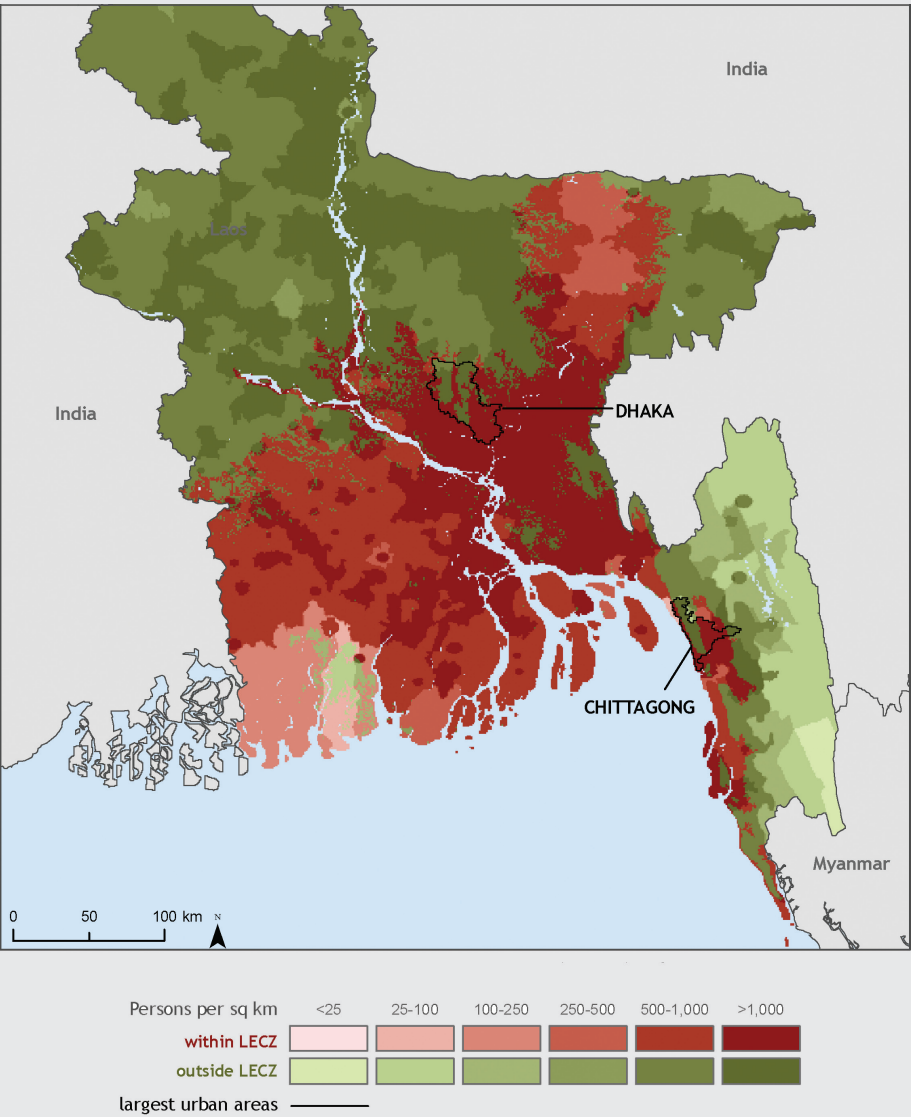 India
Laos
India
DHAKA
CHITTAGONG
Myanmar
0 50 100 km N
Persons per sq km <25 25-100 100-250 250-500 500-1,000 >1,000
within LECZ
outside LECZ
largest urban areas